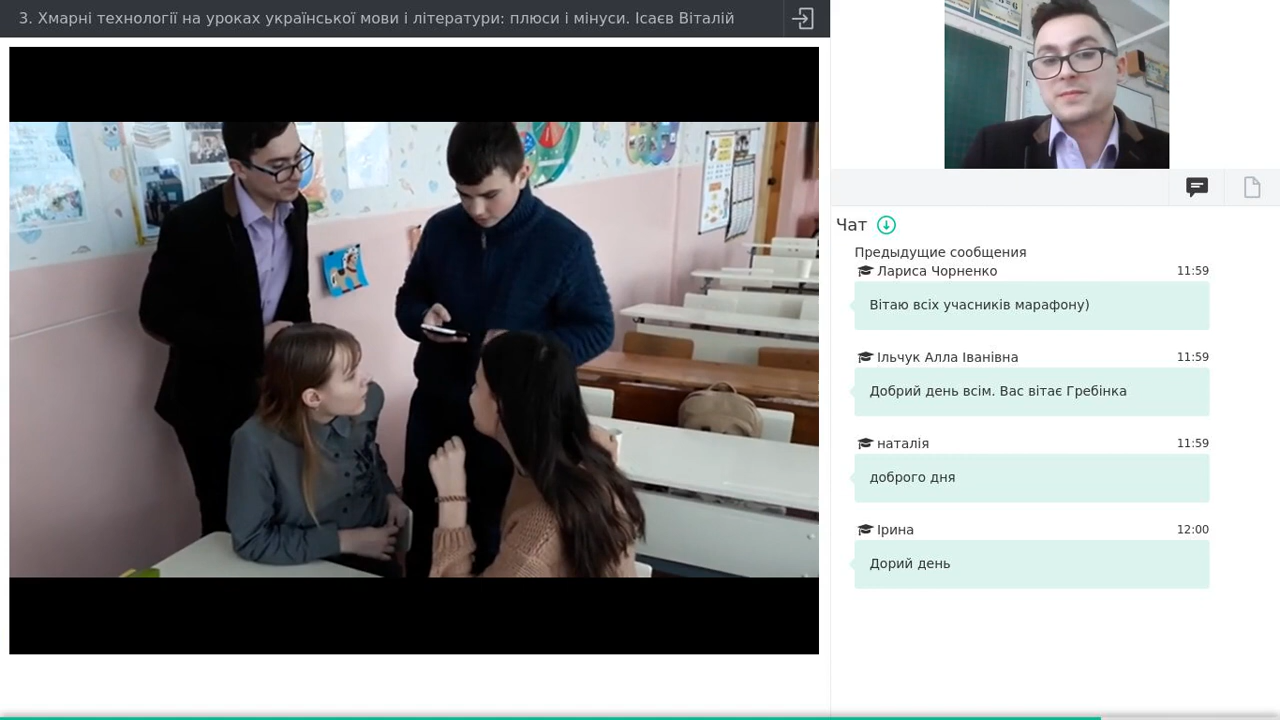 3. Хмарні технології на уроках української мови і літератури: плюси і мінуси. Ісаєв Віталій
Чат
Предыдущие сообщения
Лариса Чорненко 11:59
Вітаю всіх учасників марафону)
Ільчук Алла Іванівна 11:59
Добрий день всім. Вас вітає Гребінка
наталія 11:59
доброго дня
Ірина 12:00
Дорий день